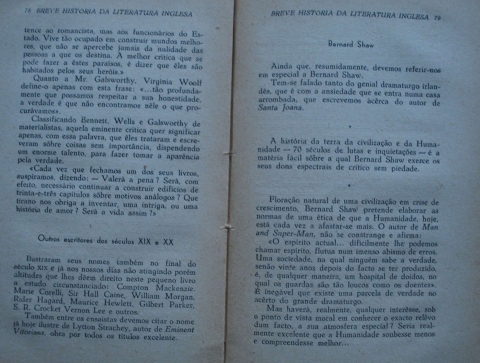 78 BREVE HISTORIA DA LITERATURA INGLESA
tence ao romancista, mas aos funcionários do Es-
tado. Vive tão ocupado em construir mundos melho-
res, que não se apercebe jamais da nulidade das
pessoas a que os destina. A melhor crítica que se
pode fazer a êstes paraísos, é dizer que êles são
habitados pelos seus heróis.»
Quanto a Mr. Galsworthy, Virgínia Woolf
define-o apenas com esta frase: «...tão profunda-
mente que possamos respeitar a sua honestidade,
a verdade é que não encontramos nêle o que pro-
curávamos».
Classificando Bennett, Wells e Galsworthy de
materialistas, aquela eminente crítica quer significar
apenas, com essa palavra, que êles trataram e escre-
veram sôbre coisas sem importância, dispendendo
um enorme talento, para fazer tomar a aparência
pela verdade.
«Cada vez que fechamos um dos seus livros,
suspiramos, dizendo: — Valerá a pena? Será, com
efeito, necessário continuar a construir edifícios de
trinta-e-três capítulos sôbre motivos análogos? Que
tirano nos obriga a inventar, uma intriga, ou uma
história de amor? Será a vida assim?»
Outros escritores dos séculos XIX e XX
Ilustraram seus nomes também no final do
século XIX e já nos nossos dias não atingindo porém
altitudes que lhes dêem direito neste pequeno livro
a estudo circunstanciado: Compton Mackenzie,
Marie Corelli, Sir Hall Caine, William Morgan,
Rider Hagard, Maurice Hewlett, Gilbert Parker,
S. R. Crocket Vernon Lee e outros.
Também entre os ensaístas devemos citar o nome
já hoje ilustre de Lytton Strachey, autor de Eminent
Vitorians, obra por todos os títulos excelente.
BREVE HISTORIA DA LITERATURA INGLESA 79
Bernard Shaw
Ainda que, resumidamente, devemos referir-nos
em especial a Bernard Shaw.
Tem-se falado tanto do genial dramaturgo irlan-
dês, que é com a ansiedade que se entra numa casa
arrombada, que escrevemos àcêrca do autor de
Santa Joana.
A história da terra da civilização e da Huma-
nidade — 70 séculos de lutas e inquietações — é a
matéria fácil sôbre a qual Bernard Shaw exerce os
seus dons espectrais de crítico sem piedade.
Floração natural de uma civilização em crise de
crescimento, Bernard Shaw pretende elaborar as
normas de uma ética de que a Humanidade, hoje,
está cada vez a afastar-se mais. O autor de Man
and Super-Man, não se constrange e afirma:
«O espírito actual... dificilmente lhe podemos
chamar espírito, flutua num imenso abismo de erros.
Uma sociedade, na qual ninguém sabe a verdade,
senão vinte anos depois do facto se ter produzido,
é, de qualquer maneira, um hospital de doidos, no
qual os guardas são tão loucos como os doentes».
É inegável que existe uma parcela de verdade no
acêrto do grande dramaturgo.
Mas haverá, realmente, qualquer interêsse, sob
o ponto de vista moral em conhecer o exacto relêvo
dum facto, a sua atmosfera especial? Seria real-
mente excelente que a Humanidade soubesse menos
e compreendesse melhor...